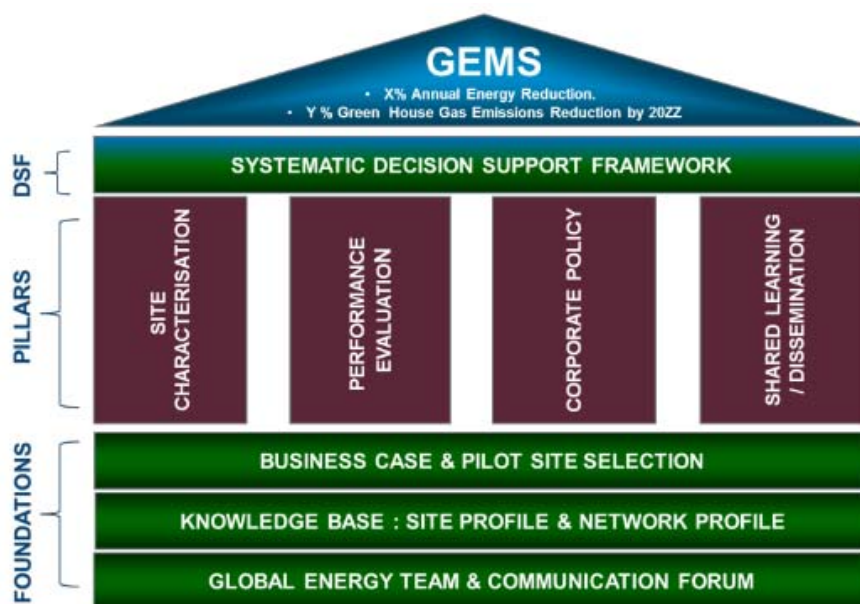 GEMS
• X% Annual Energy Reduction.
• Y % Green House Gas Emissions Reduction by 20ZZ
DSF
SYSTEMATIC DECISION SUPPORT FRAMEWORK
PILLARS
SITE
CHARACTERISATION
PERFORMANCE
EVALUATION
CORPORATE POLICY
SHARED LEARNING
/ DISSEMINATION
FOUNDATIONS
BUSINESS CASE & PILOT SITE SELECTION
KNOWLEDGE BASE : SITE PROFILE & NETWORK PROFILE
GLOBAL ENERGY TEAM & COMMUNICATION FORUM